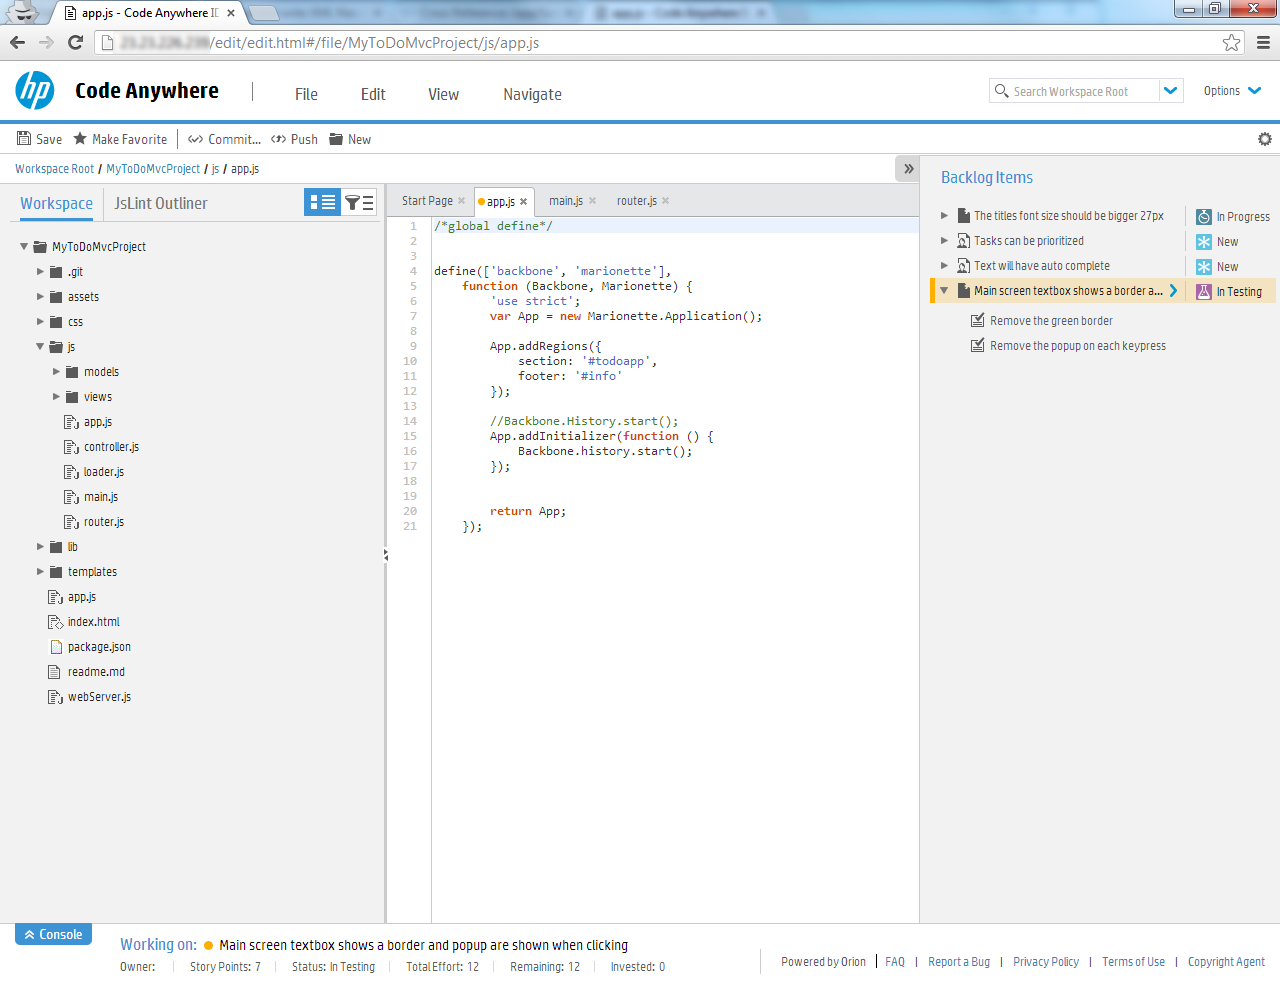 app.js - Code Anywhere ID
/edit/edit.html#/file/MyToDoMvcProject/js/app.js
hp
Code Anywhere
File
Edit
View
Navigate
Search Workspace Root
Options
Save
Make Favorite
Commit...
Push
New
Workspace Root / MyToDoMvcProject / js / app.js
Workspace
JsLint Outliner
MyToDoMvcProject
.git
assets
css
js
models
views
app.js
controller.js
loader.js
main.js
router.js
lib
templates
app.js
index.html
package.json
readme.md
webServer.js
Start Page
app.js
main.js
router.js
1 /*global define*/
2
3
4 define(['backbone', 'marionette'],
5     function (Backbone, Marionette) {
6         'use strict';
7         var App = new Marionette.Application();
8
9         App.addRegions({
10             section: '#todoapp',
11             footer: '#info'
12         });
13
14         //Backbone.History.start();
15         App.addInitializer(function () {
16             Backbone.history.start();
17         });
18
19
20         return App;
21     });
Backlog Items
The titles font size should be bigger 27px In Progress
Tasks can be prioritized New
Text will have auto complete New
Main screen textbox shows a border a... In Testing
Remove the green border
Remove the popup on each keypress
Console
Working on: Main screen textbox shows a border and popup are shown when clicking
Owner: Story Points: 7 Status: In Testing Total Effort: 12 Remaining: 12 Invested: 0
Powered by Orion | FAQ | Report a Bug | Privacy Policy | Terms of Use | Copyright Agent